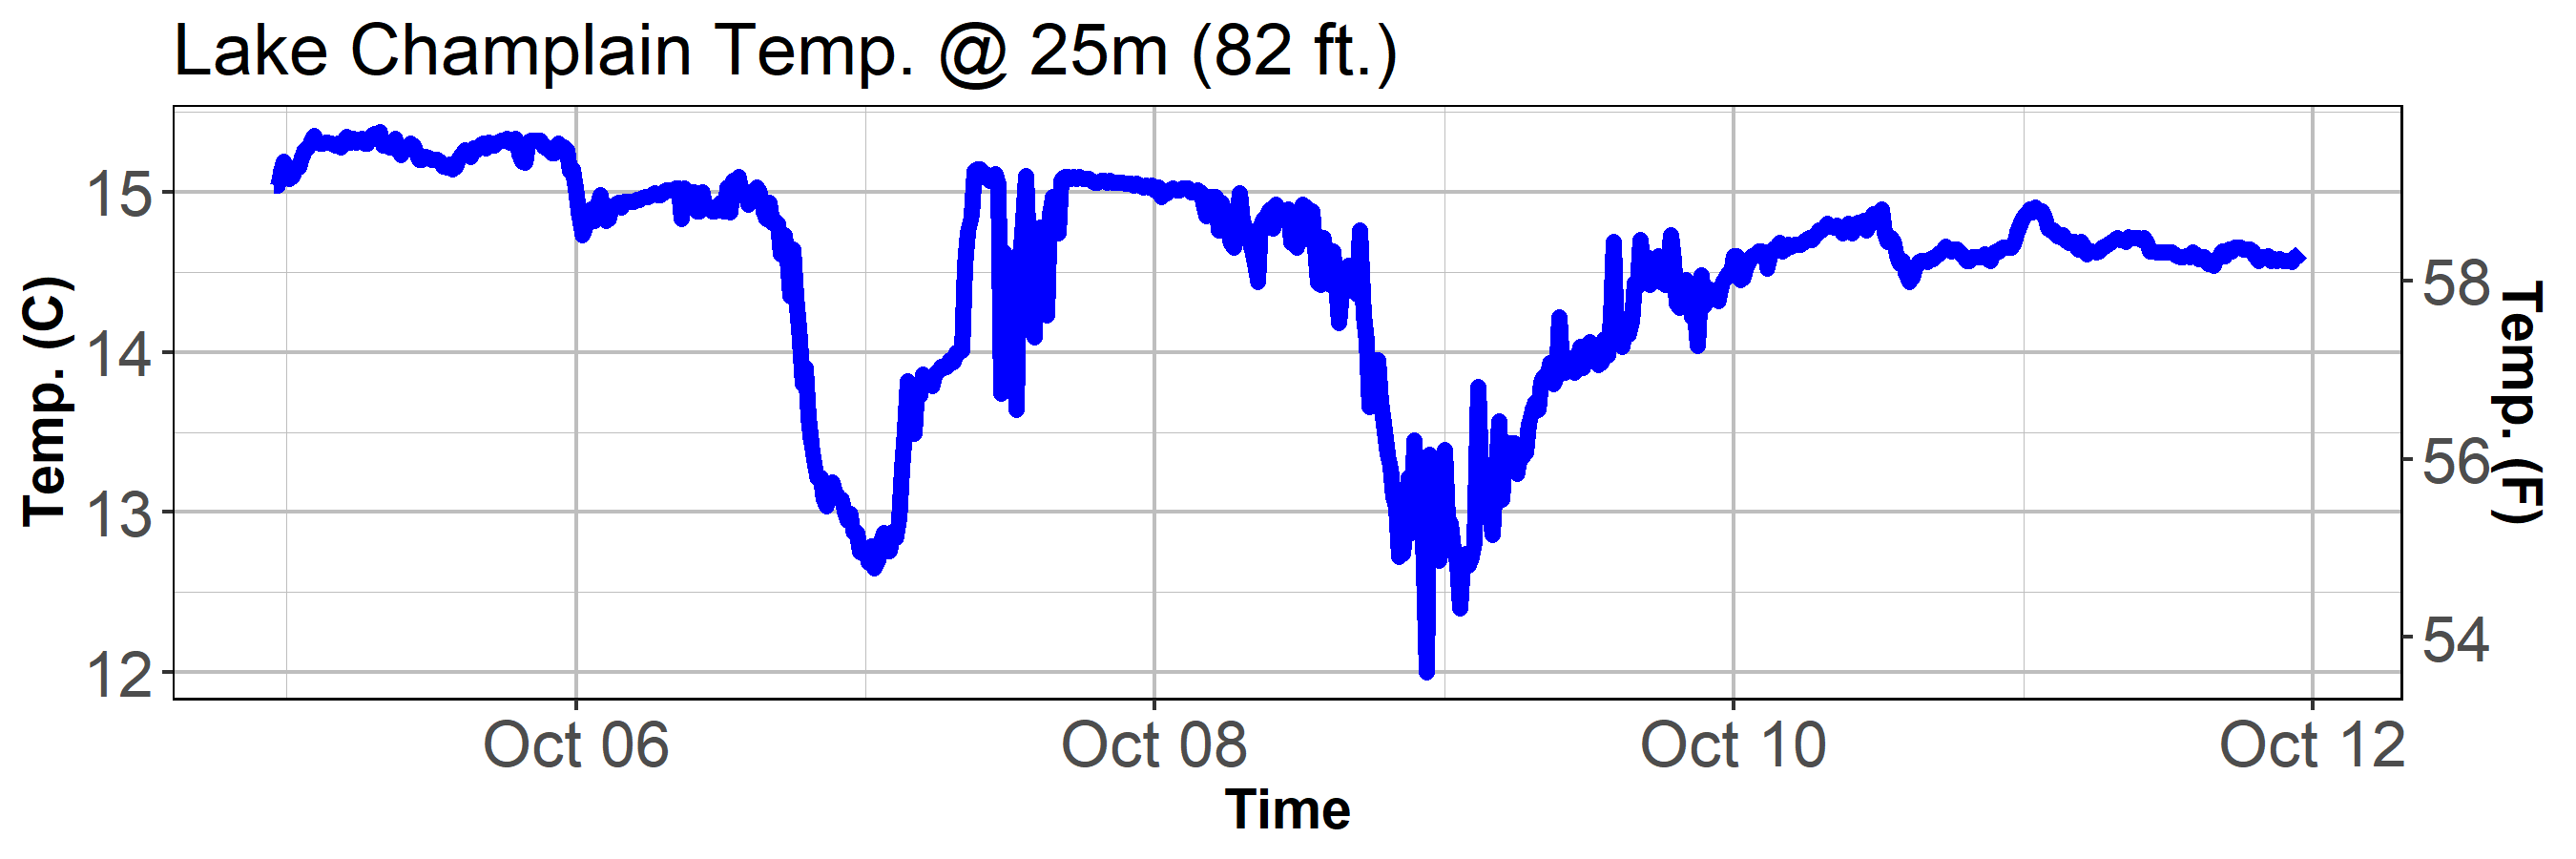 Lake Champlain Temp. @ 25m (82 ft.)
Temp. (C)
15
14
13
12
58
56
54
Temp. (F)
Oct 06
Oct 08
Oct 10
Oct 12
Time